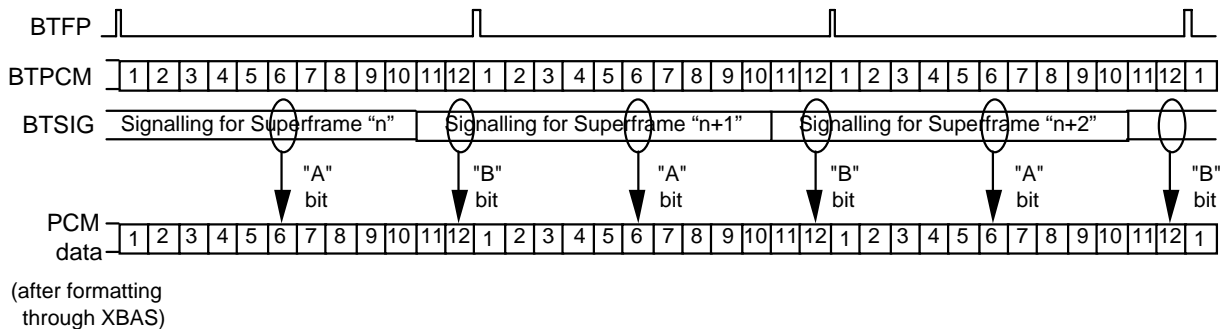 BTFP
BTPCM 1 2 3 4 5 6 7 8 9 10 11 12 1 2 3 4 5 6 7 8 9 10 11 12 1 2 3 4 5 6 7 8 9 10 11 12 1
BTSIG Signalling for Superframe “n” Signalling for Superframe “n+1” Signalling for Superframe “n+2”
"A" "B" "A" "B" "A" "B"
bit bit bit bit bit bit
PCM
data 1 2 3 4 5 6 7 8 9 10 11 12 1 2 3 4 5 6 7 8 9 10 11 12 1 2 3 4 5 6 7 8 9 10 11 12 1
(after formatting
through XBAS)